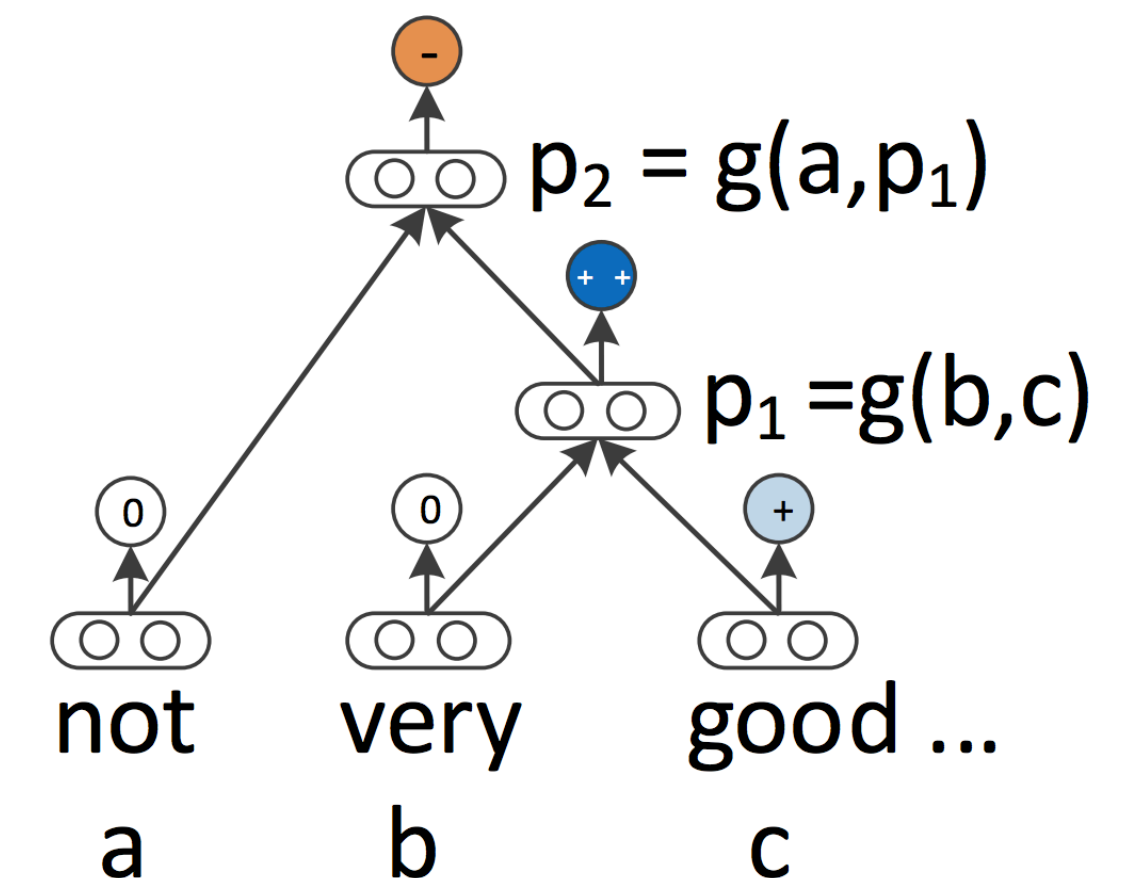 -
p₂ = g(a,p₁)
+ +
p₁ =g(b,c)
0 0 +
not very good ...
a b c